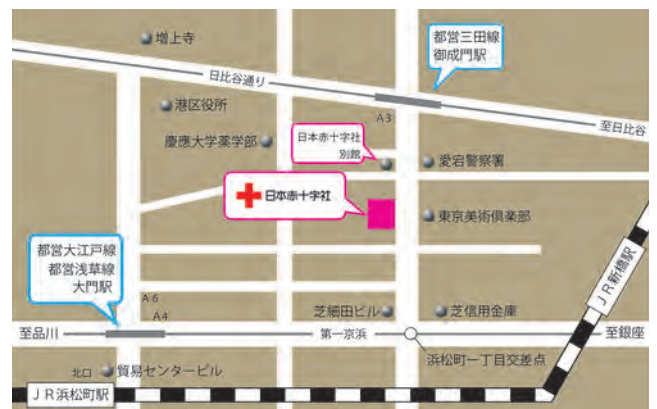 増上寺
都営三田線
御成門駅
日比谷通り
港区役所
A3
至日比谷
慶應大学薬学部
日本赤十字社
別館
愛宕警察署
日本赤十字社
東京美術倶楽部
都営大江戸線
都営浅草線
大門駅
JR新橋駅
A6
A4
芝細田ビル
芝信用金庫
至品川
第一京浜
至銀座
浜松町一丁目交差点
北口
貿易センタービル
JR浜松町駅